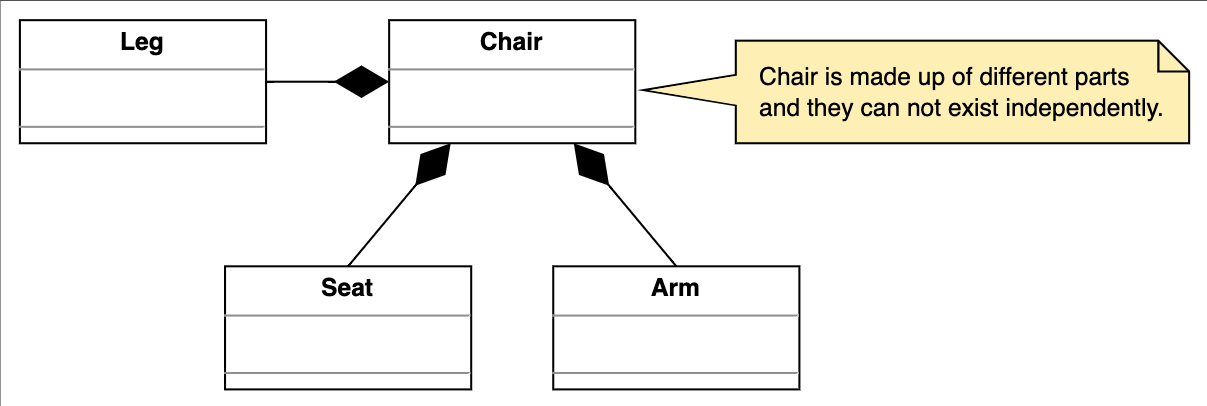 Leg
Chair
Chair is made up of different parts
and they can not exist independently.
Seat
Arm